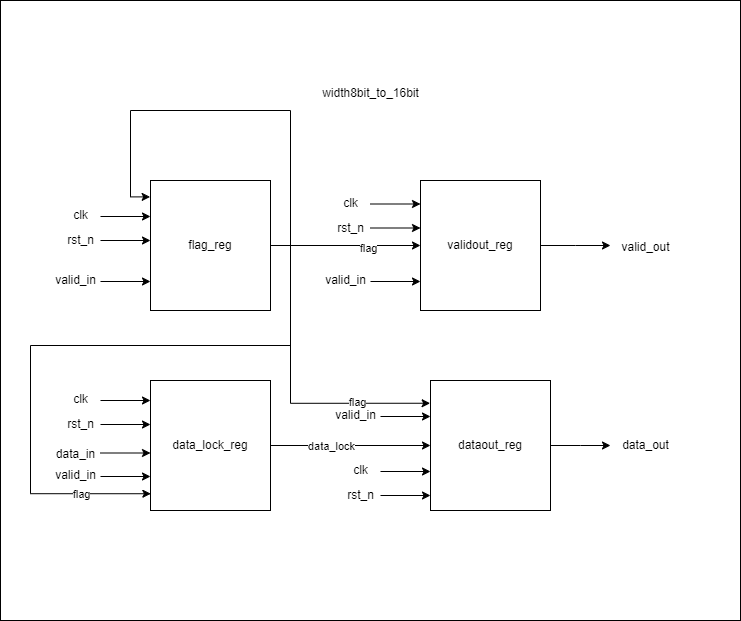 width8bit_to_16bit
clk
rst_n
valid_in
flag_reg
clk
rst_n
flag
valid_in
validout_reg
valid_out
clk
rst_n
data_in
valid_in
flag
data_lock_reg
flag
valid_in
data_lock
clk
rst_n
dataout_reg
data_out